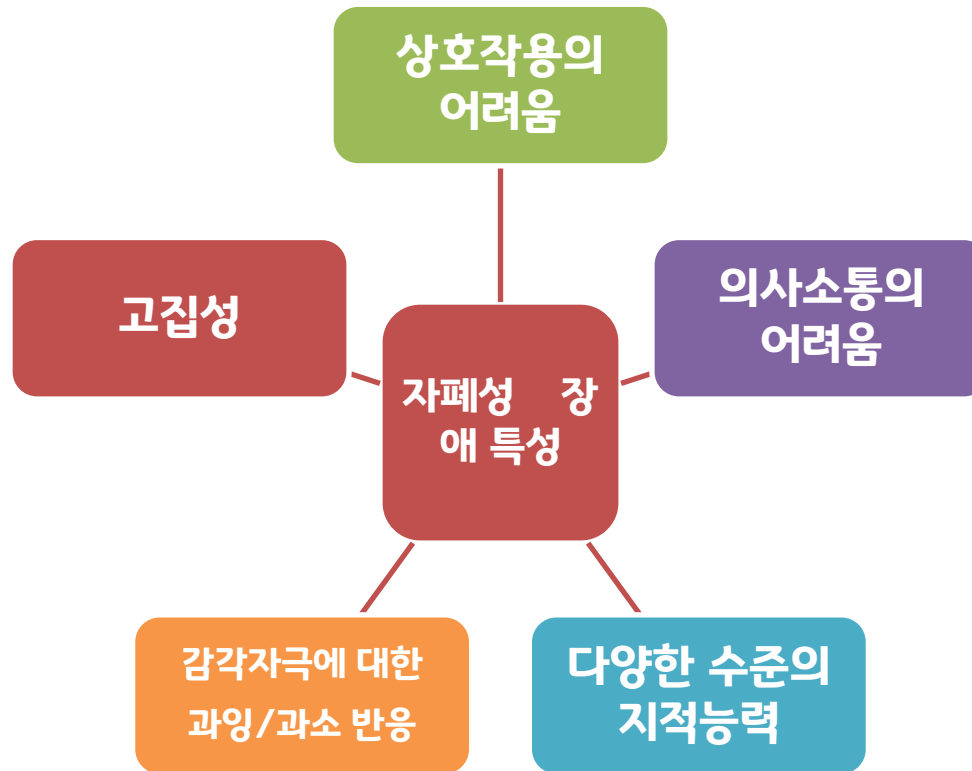 상호작용의
어려움
고집성
의사소통의
어려움
자폐성 장
애 특성
감각자극에 대한
과잉/과소 반응
다양한 수준의
지적능력